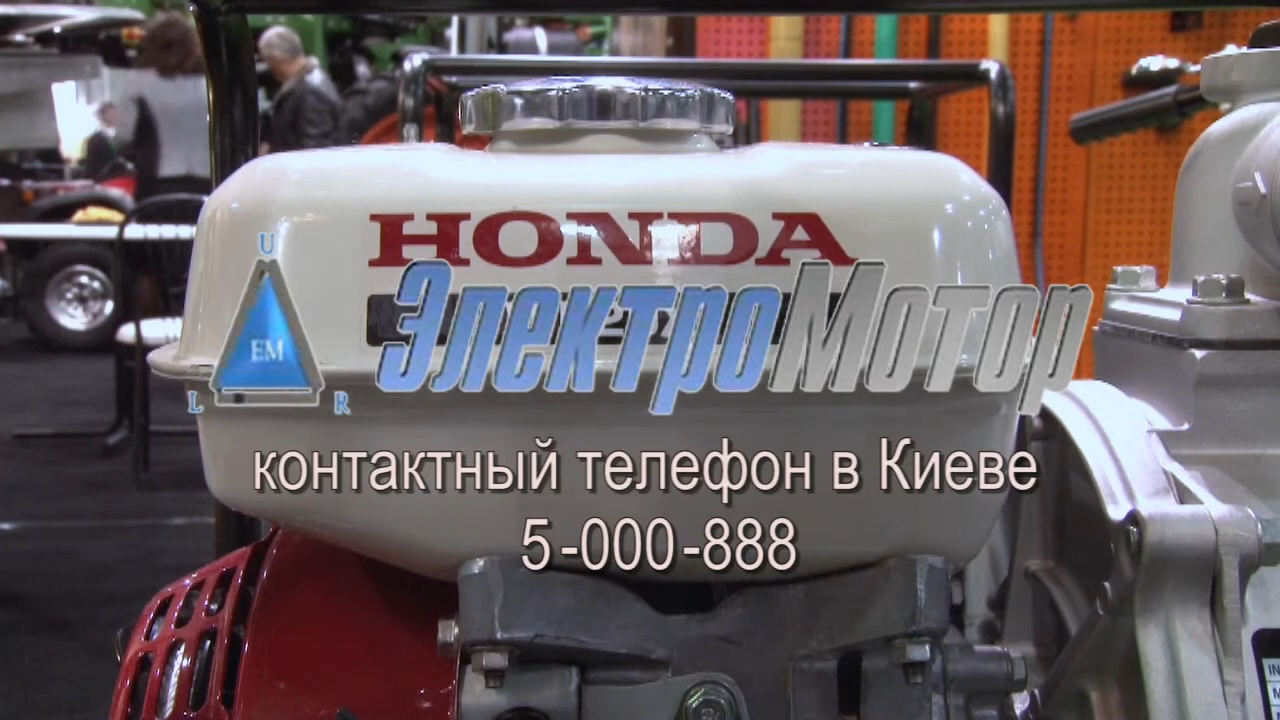 HONDA
U
ЭлектроМотор
EM
L R
контактный телефон в Киеве
5-000-888